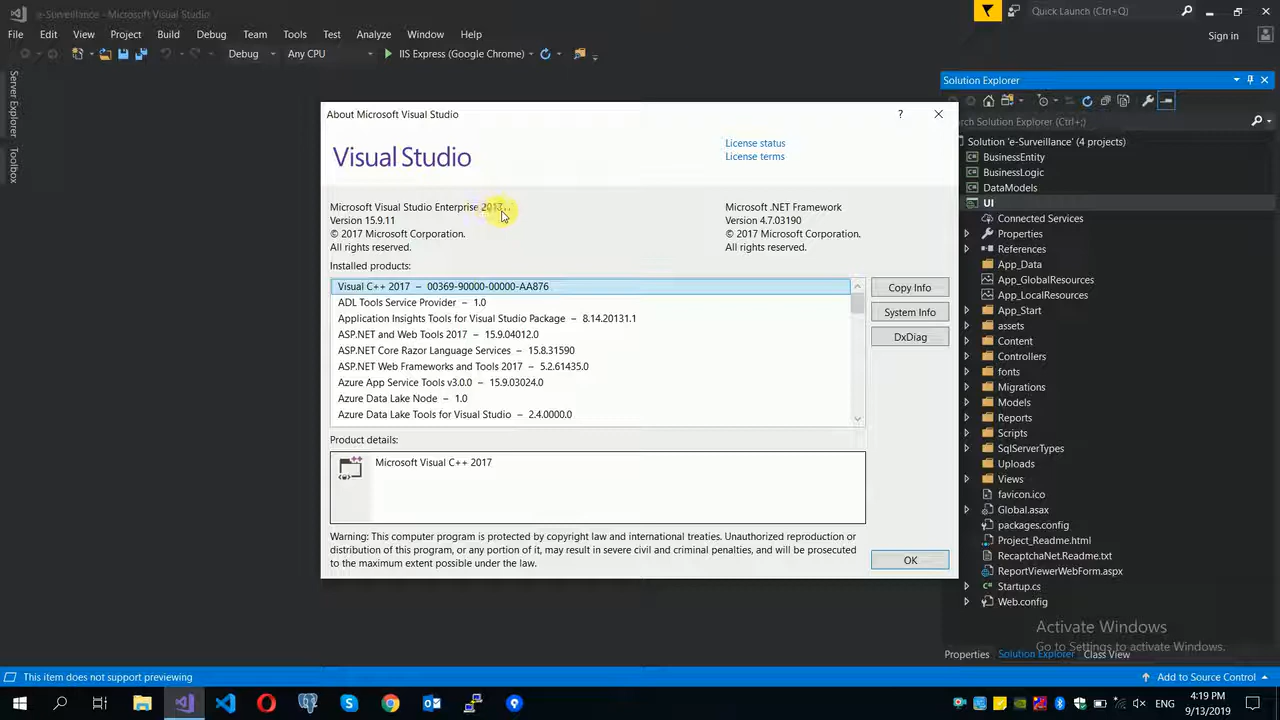 e-Surveillance - Microsoft Visual Studio
Quick Launch (Ctrl+;)
File Edit View Project Build Debug Team Tools Test Analyze Window Help
Sign in
Debug Any CPU IIS Express (Google Chrome)
Server Explorer
Toolbox
Solution Explorer
Search Solution Explorer (Ctrl+;)
Solution 'e-Surveillance' (4 projects)
BusinessEntity
BusinessLogic
DataModels
UI
Connected Services
Properties
References
App_Data
App_GlobalResources
App_LocalResources
App_Start
assets
Content
Controllers
fonts
Migrations
Models
Reports
Scripts
SqlServerTypes
Uploads
Views
favicon.ico
Global.asax
packages.config
Project_Readme.html
RecaptchaNet.Readme.txt
ReportViewerWebForm.aspx
Startup.cs
Web.config
Properties Solution Explorer Class View
About Microsoft Visual Studio
?
Visual Studio
License status
License terms
Microsoft Visual Studio Enterprise 2017
Version 15.9.11
© 2017 Microsoft Corporation.
All rights reserved.
Microsoft .NET Framework
Version 4.7.03190
© 2017 Microsoft Corporation.
All rights reserved.
Installed products:
Visual C++ 2017 – 00369-90000-00000-AA876
ADL Tools Service Provider – 1.0
Application Insights Tools for Visual Studio Package – 8.14.20131.1
ASP.NET and Web Tools 2017 – 15.9.04012.0
ASP.NET Core Razor Language Services – 15.8.31590
ASP.NET Web Frameworks and Tools 2017 – 5.2.61435.0
Azure App Service Tools v3.0.0 – 15.9.03024.0
Azure Data Lake Node – 1.0
Azure Data Lake Tools for Visual Studio – 2.4.0000.0
Copy Info
System Info
DxDiag
Product details:
Microsoft Visual C++ 2017
Warning: This computer program is protected by copyright law and international treaties. Unauthorized reproduction or
distribution of this program, or any portion of it, may result in severe civil and criminal penalties, and will be prosecuted
to the maximum extent possible under the law.
OK
Activate Windows
Go to Settings to activate Windows.
This item does not support previewing
Add to Source Control
ENG
4:19 PM
9/13/2019